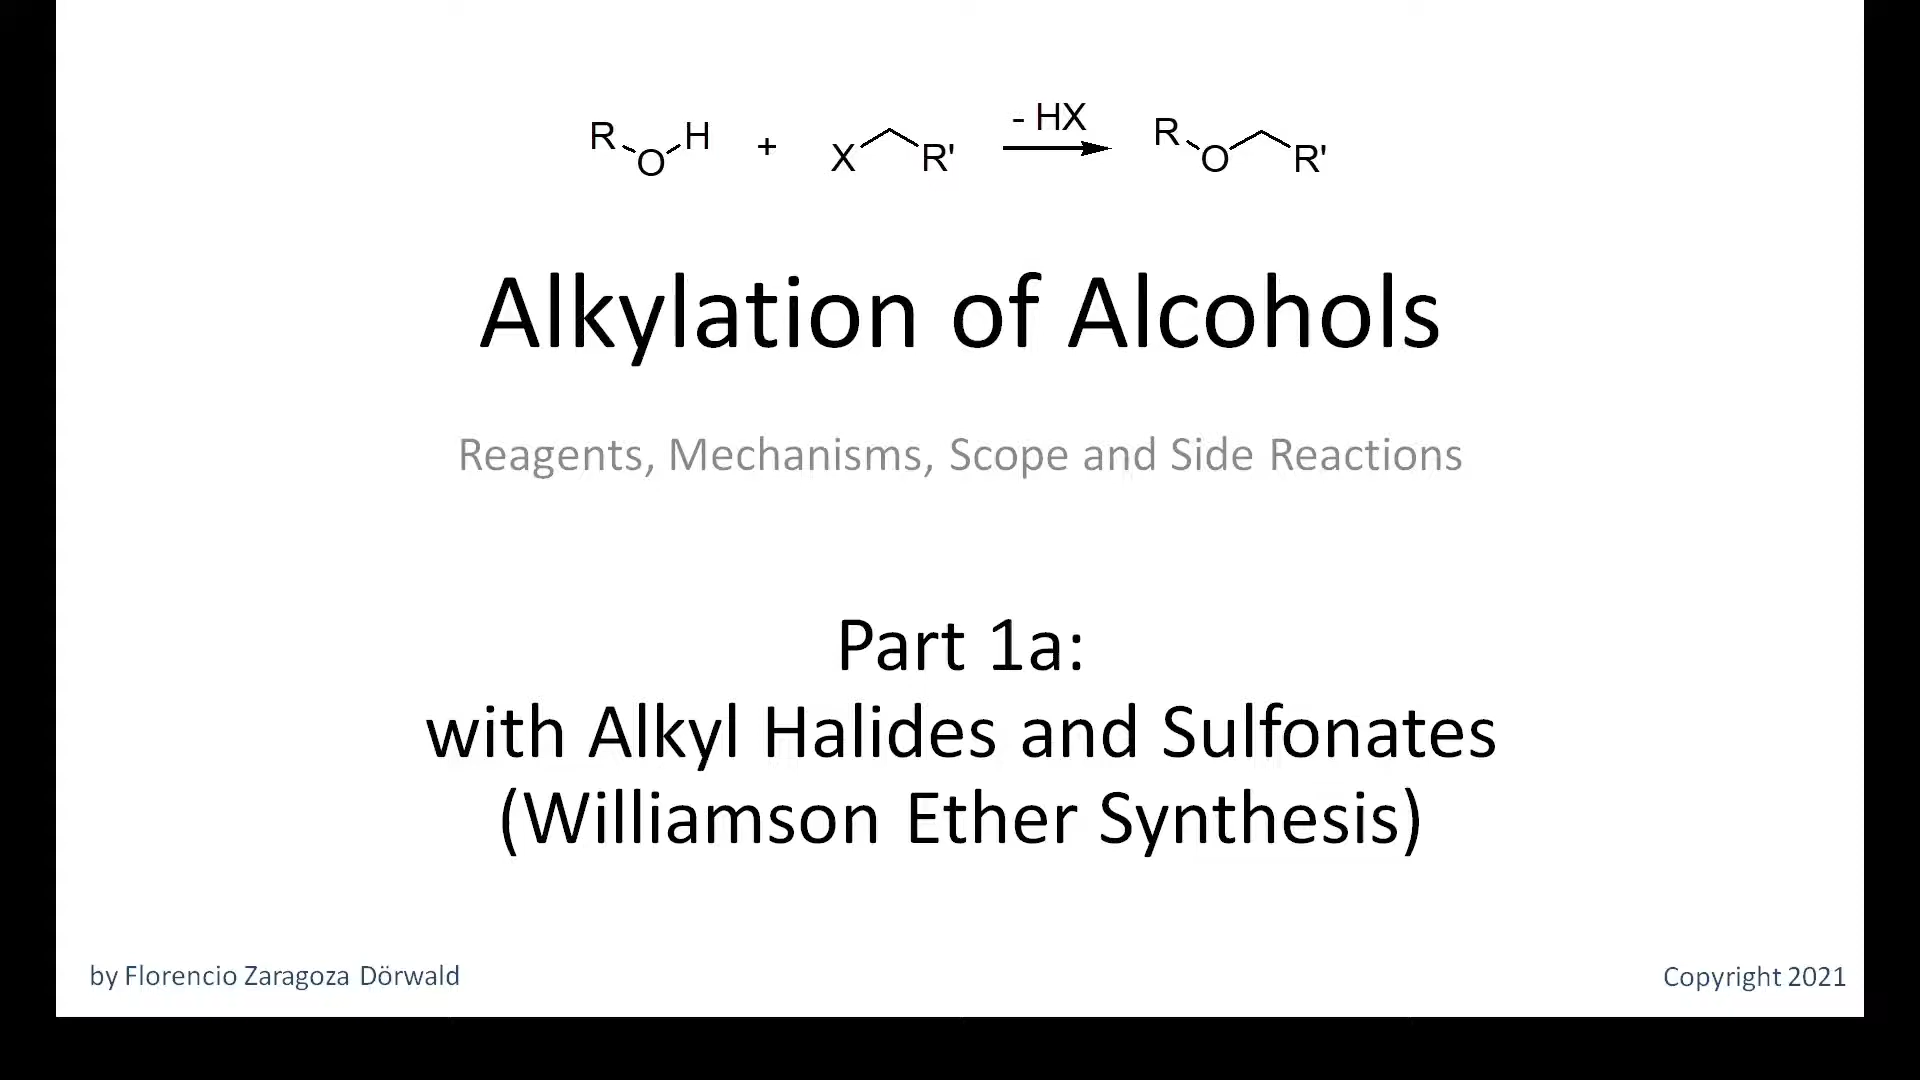 R O H + X R' - HX R O R'
Alkylation of Alcohols
Reagents, Mechanisms, Scope and Side Reactions
Part 1a:
with Alkyl Halides and Sulfonates
(Williamson Ether Synthesis)
by Florencio Zaragoza Dörwald
Copyright 2021